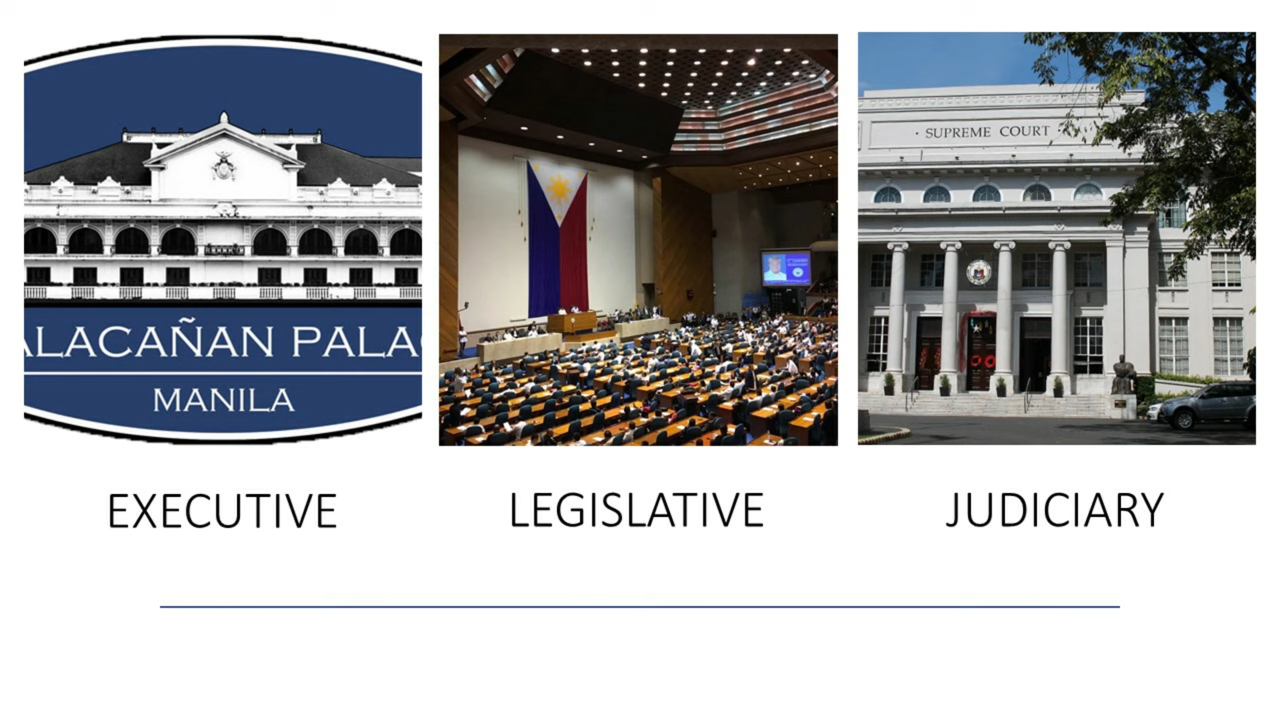 ALACAÑAN PALA
MANILA
· SUPREME COURT ·
EXECUTIVE
LEGISLATIVE
JUDICIARY